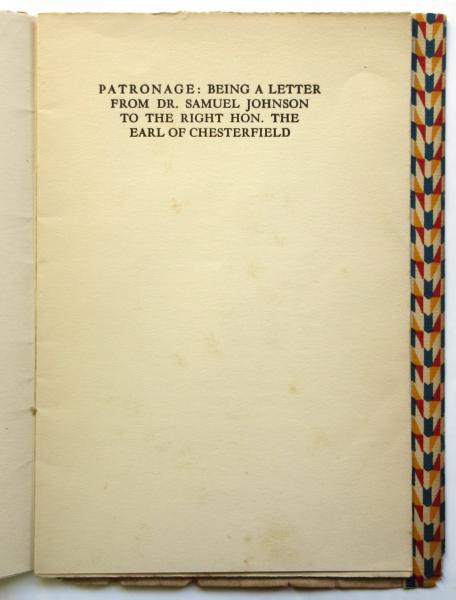 PATRONAGE: BEING A LETTER
FROM DR. SAMUEL JOHNSON
TO THE RIGHT HON. THE
EARL OF CHESTERFIELD